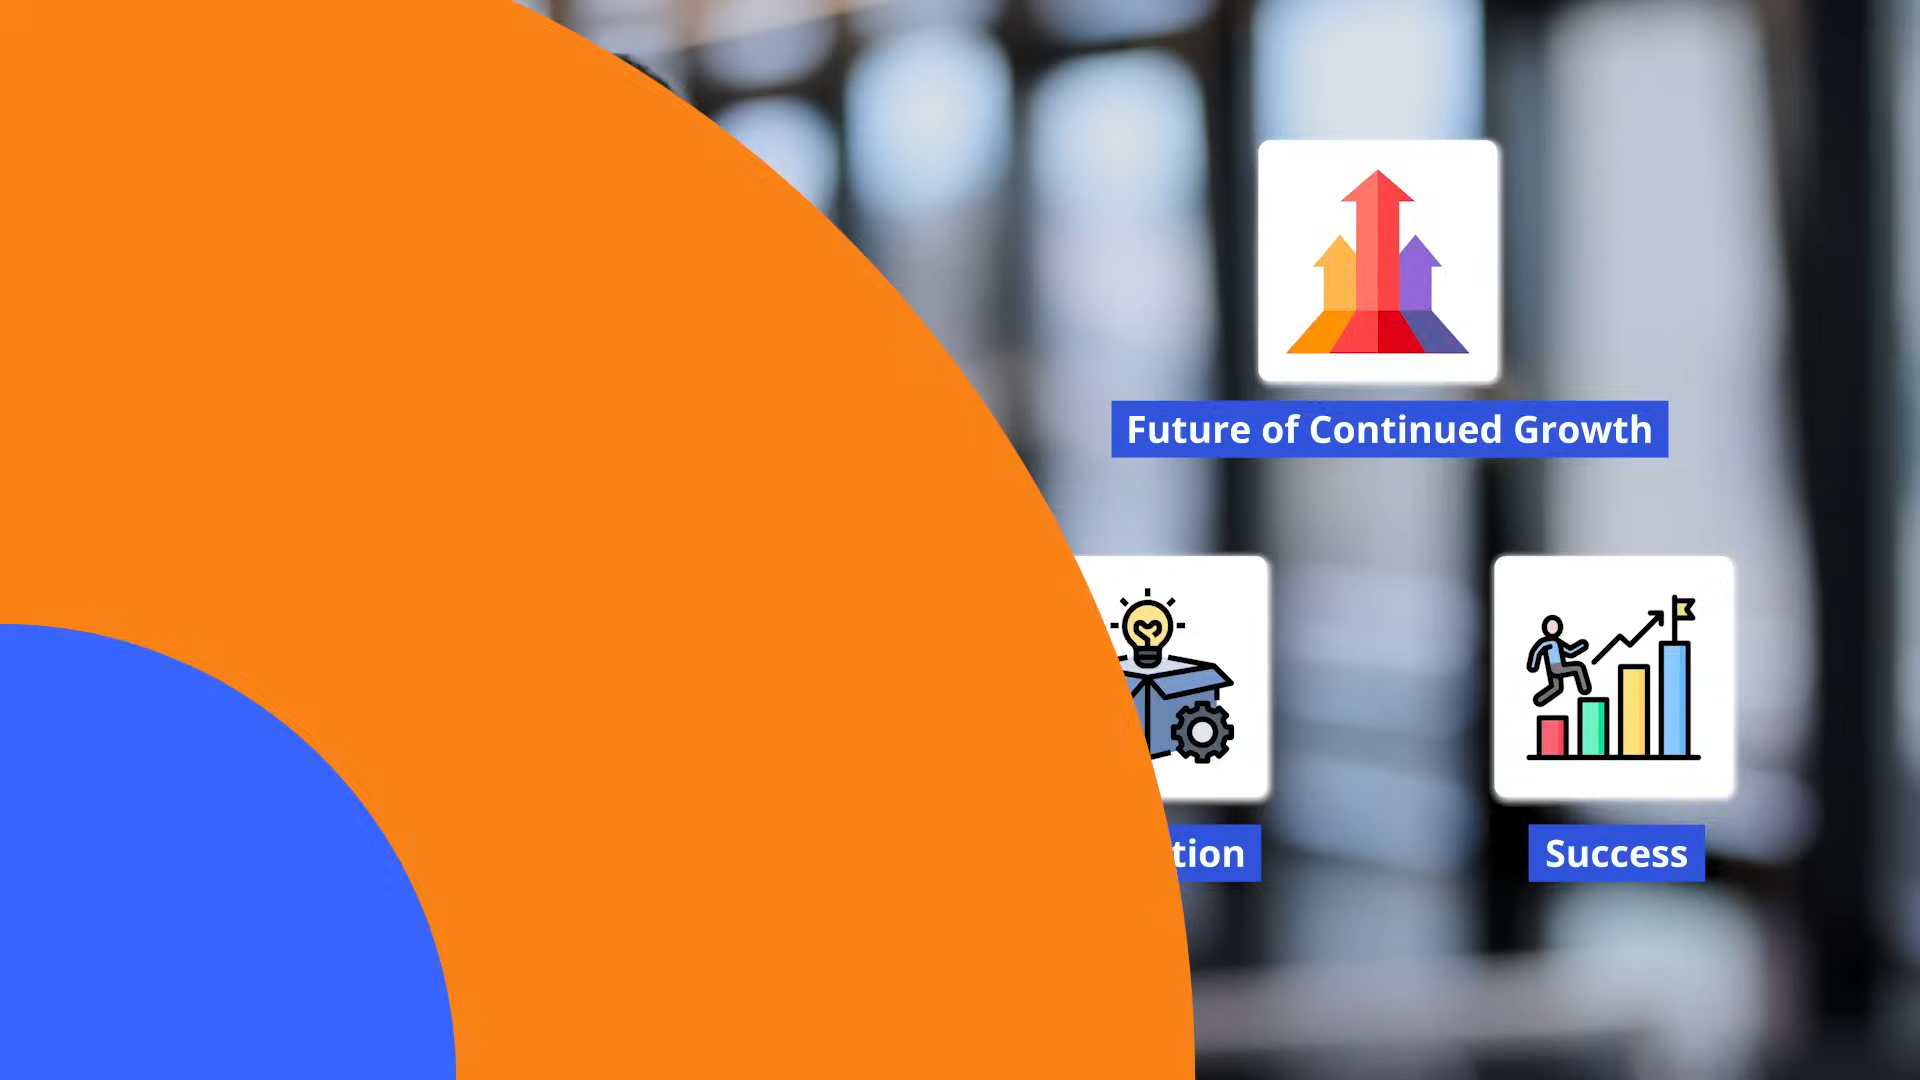 Future of Continued Growth
tion
Success